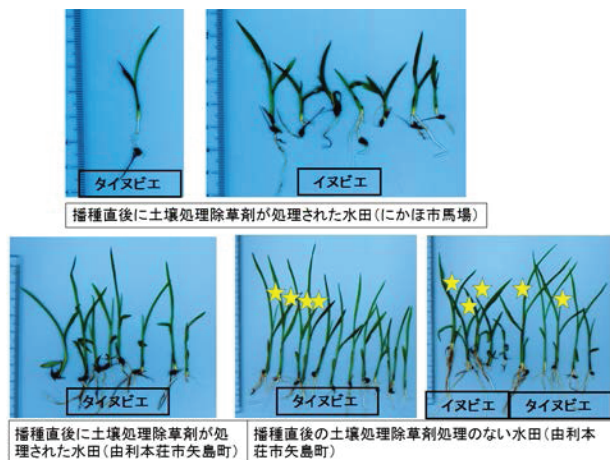 タイヌビエ
イヌビエ
播種直後に土壌処理除草剤が処理された水田(にかほ市馬場)
タイヌビエ
タイヌビエ
イヌビエ
タイヌビエ
播種直後に土壌処理除草剤が処
理された水田(由利本荘市矢島町)
播種直後の土壌処理除草剤処理のない水田(由利本
荘市矢島町)